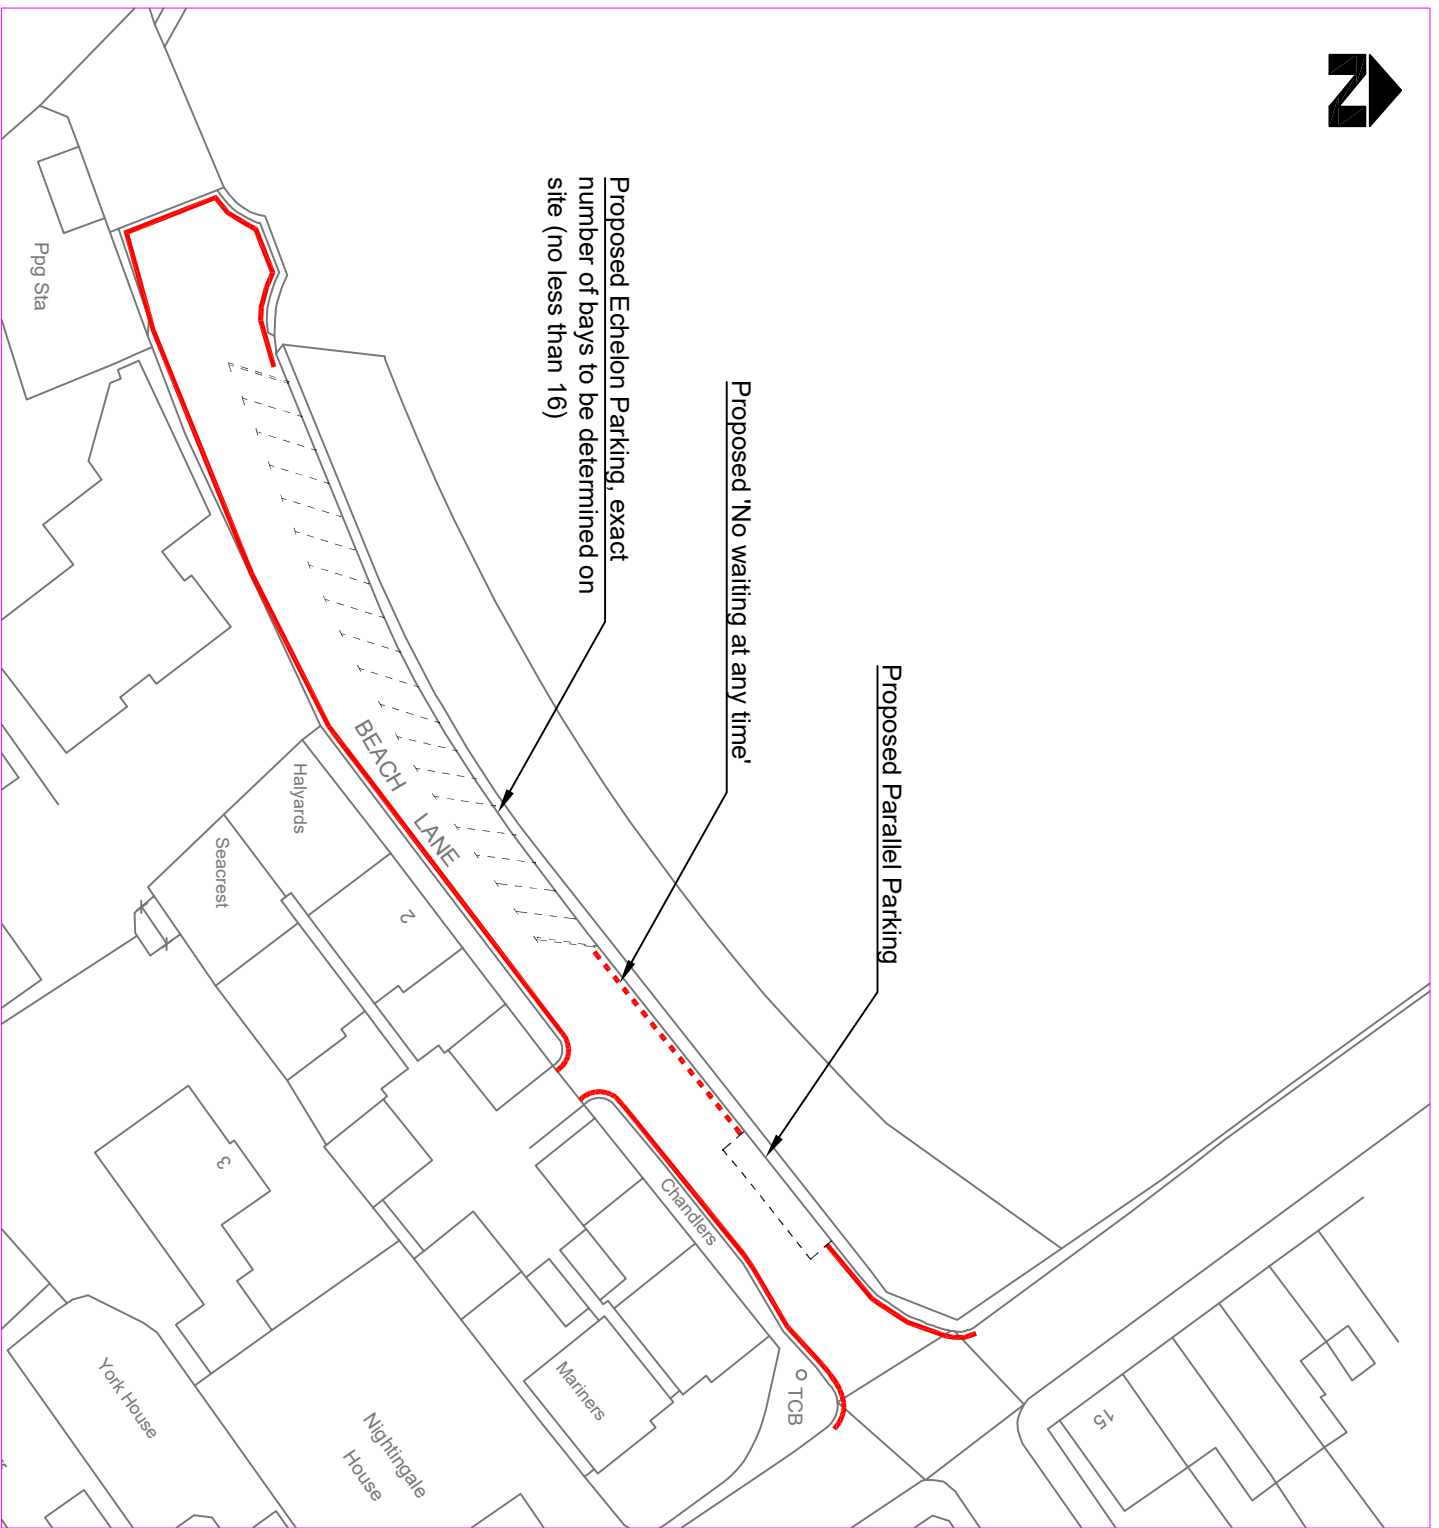 N
Proposed Parallel Parking
Proposed 'No waiting at any time'
Proposed Echelon Parking, exact
number of bays to be determined on
site (no less than 16)
Ppg Sta
BEACH LANE
Halyards
Seacrest
2
3
Chandlers
Mariners
TCB
15
York House
Nightingale
House